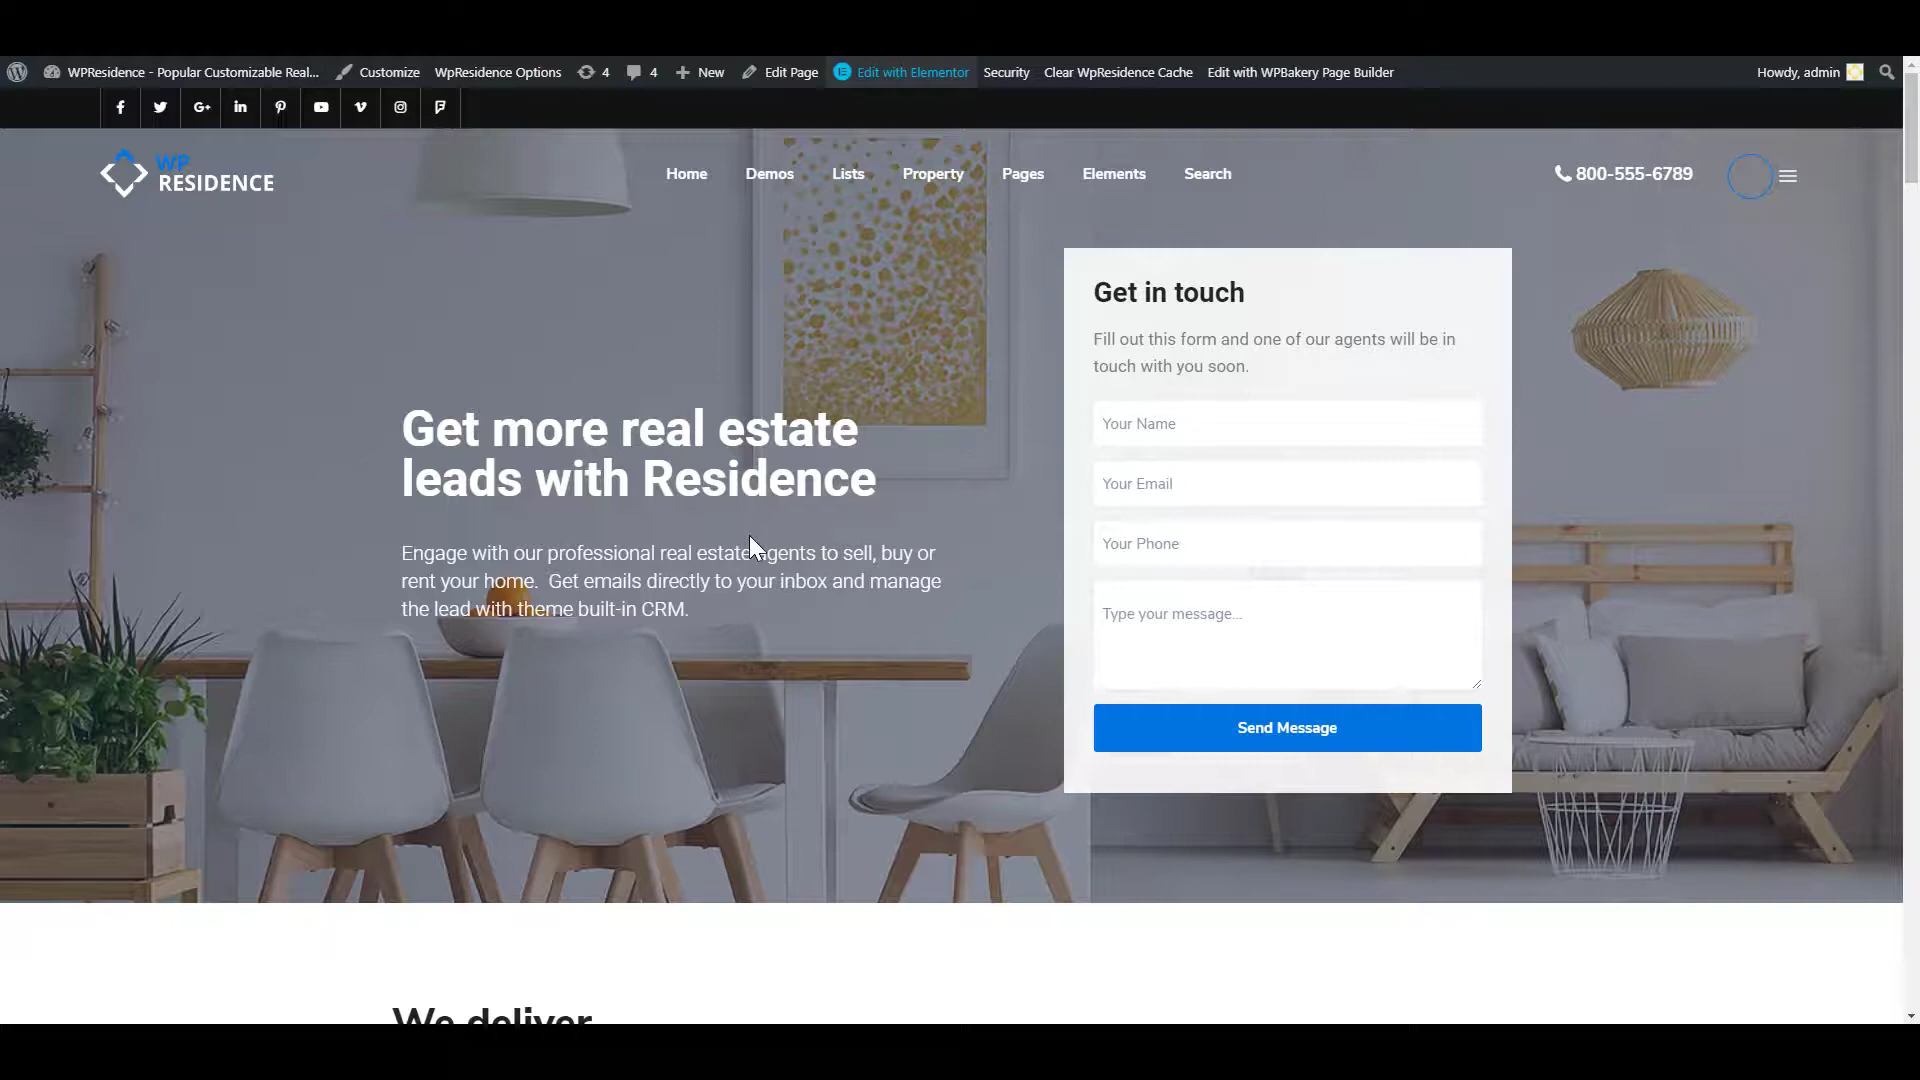 WPResidence - Popular Customizable Real... Customize WpResidence Options 4 4 New Edit Page Edit with Elementor Security Clear WpResidence Cache Edit with WPBakery Page Builder Howdy, admin
WP
RESIDENCE
Home Demos Lists Property Pages Elements Search
800-555-6789
Get more real estate
leads with Residence
Engage with our professional real estate agents to sell, buy or
rent your home. Get emails directly to your inbox and manage
the lead with theme built-in CRM.
Get in touch
Fill out this form and one of our agents will be in
touch with you soon.
Your Name
Your Email
Your Phone
Type your message...
Send Message
We deliver